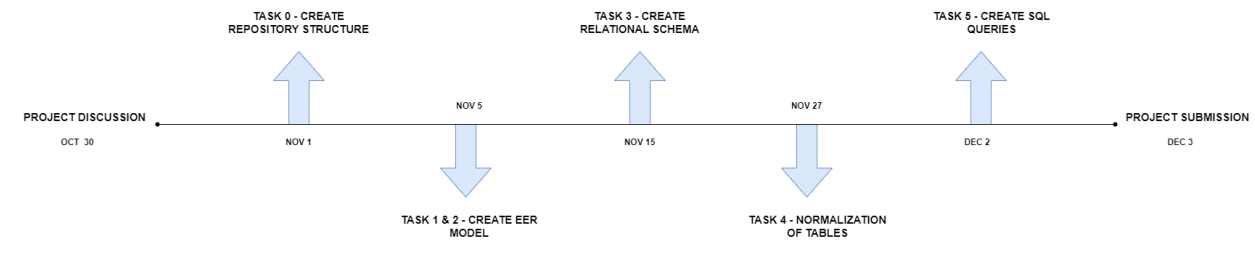 TASK 0 - CREATE
REPOSITORY STRUCTURE
TASK 3 - CREATE
RELATIONAL SCHEMA
TASK 5 - CREATE SQL
QUERIES
NOV 5
NOV 27
PROJECT DISCUSSION
PROJECT SUBMISSION
OCT 30
NOV 1
NOV 15
DEC 2
DEC 3
TASK 1 & 2 - CREATE EER
MODEL
TASK 4 - NORMALIZATION
OF TABLES